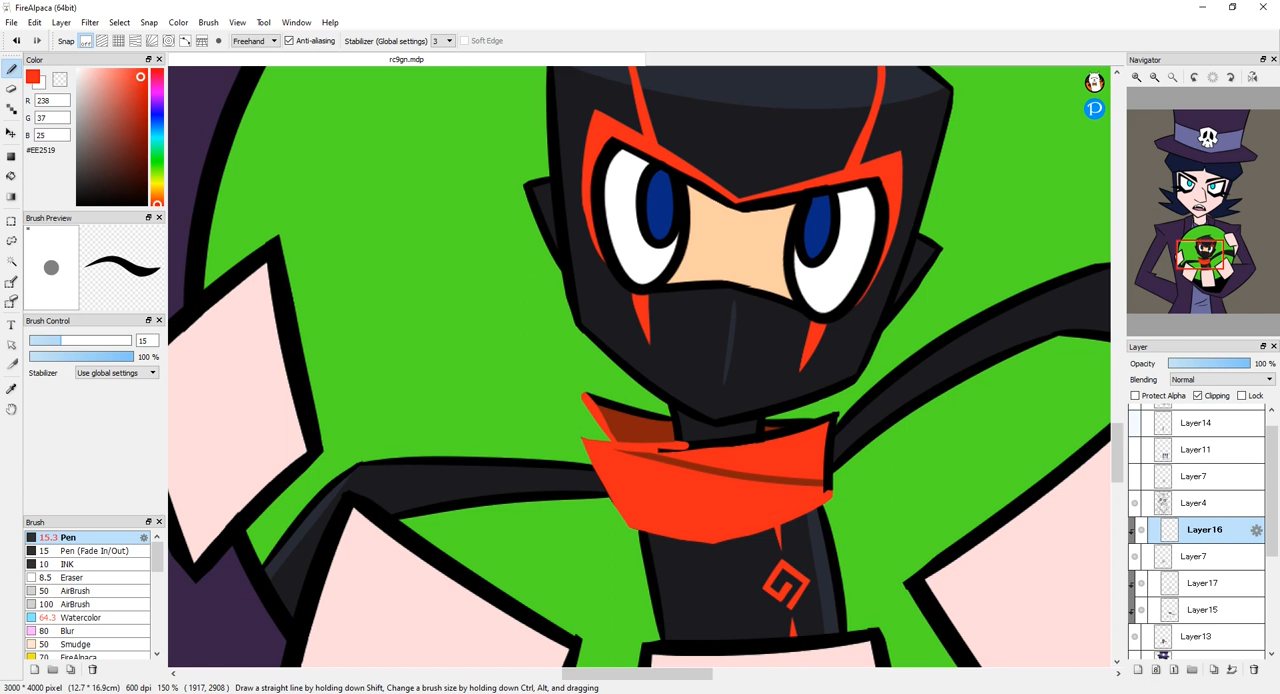 FireAlpaca (64bit)
File Edit Layer Filter Select Snap Color Brush View Tool Window Help
Snap OFF Freehand Anti-aliasing Stabilizer (Global settings) 3 Soft Edge
Color
rc9gn.mdp
Navigator
R 238
G 37
B 25
#EE2519
Brush Preview
Brush Control
15
100 %
Stabilizer Use global settings
Brush
15.3 Pen
15 Pen (Fade In/Out)
10 INK
8.5 Eraser
50 AirBrush
100 AirBrush
64.3 Watercolor
80 Blur
50 Smudge
70 FireAlpaca
Layer
Opacity 100 %
Blending Normal
Protect Alpha Clipping Lock
Layer14
Layer11
Layer7
Layer4
Layer16
Layer7
Layer17
Layer15
Layer13
3000 * 4000 pixel (12.7 * 16.9cm) 600 dpi 150 % ( 1917, 2908 ) Draw a straight line by holding down Shift, Change a brush size by holding down Ctrl, Alt, and dragging